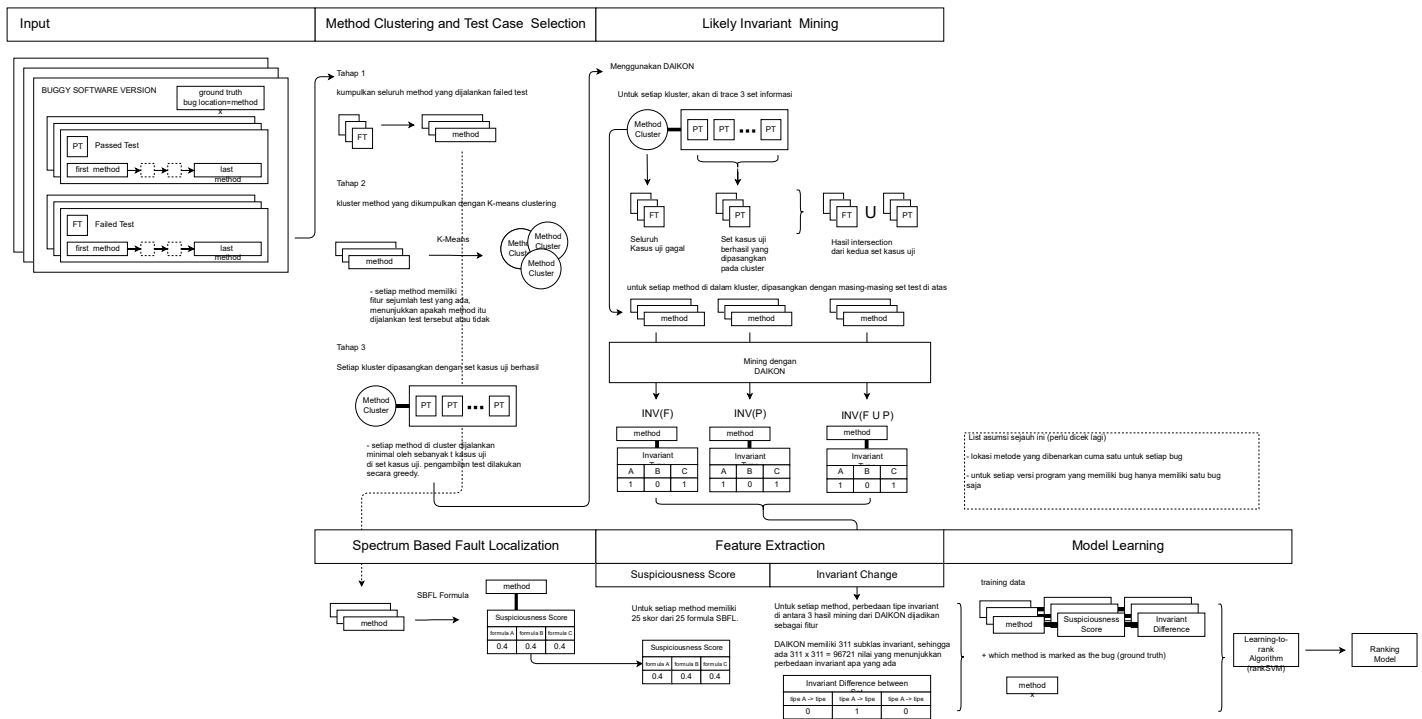 Input
Method Clustering and Test Case Selection
Likely Invariant Mining
BUGGY SOFTWARE VERSION
ground truth
bug location=method
x
PT
Passed Test
first method
last
method
FT
Failed Test
first method
last
method
Tahap 1
kumpulkan seluruh method yang dijalankan failed test
FT
method
Tahap 2
kluster method yang dikumpulkan dengan K-means clustering
K-Means
method
Method
Cluster
Method
Cluster
Method
Cluster
- setiap method memiliki
fitur sejumlah test yang ada,
menunjukkan apakah method itu
dijalankan test tersebut atau tidak
Tahap 3
Setiap kluster dipasangkan dengan set kasus uji berhasil
Method
Cluster
PT
PT
PT
- setiap method di cluster dijalankan
minimal oleh sebanyak t kasus uji
di set kasus uji. pengambilan test dilakukan
secara greedy.
Menggunakan DAIKON
Untuk setiap kluster, akan di trace 3 set informasi
Method
Cluster
PT
PT
PT
FT
PT
FT
U
PT
Seluruh
Kasus uji gagal
Set kasus uji
berhasil yang
dipasangkan
pada cluster
Hasil intersection
dari kedua set kasus uji
untuk setiap method di dalam kluster, dipasangkan dengan masing-masing set test di atas
method
method
method
Mining dengan
DAIKON
INV(F)
INV(P)
INV(F U P)
method
method
method
Invariant
Invariant
Invariant
A B C
A B C
A B C
1 0 1
1 0 1
1 0 1
List asumsi sejauh ini (perlu dicek lagi)
- lokasi metode yang dibenarkan cuma satu untuk setiap bug
- untuk setiap versi program yang memiliki bug hanya memiliki satu bug
saja
Spectrum Based Fault Localization
Feature Extraction
Model Learning
Suspiciousness Score
Invariant Change
method
SBFL Formula
method
Suspiciousness Score
formula A formula B formula C
0.4 0.4 0.4
Untuk setiap method memiliki
25 skor dari 25 formula SBFL.
Suspiciousness Score
formula A formula B formula C
0.4 0.4 0.4
Untuk setiap method, perbedaan tipe invariant
di antara 3 hasil mining dari DAIKON dijadikan
sebagai fitur
DAIKON memiliki 311 subklas invariant, sehingga
ada 311 x 311 = 96721 nilai yang menunjukkan
perbedaan invariant apa yang ada
Invariant Difference between
tipe A -> tipe tipe A -> tipe tipe A -> tipe
0 1 0
training data
method
Suspiciousness
Score
Invariant
Difference
+ which method is marked as the bug (ground truth)
method
x
Learning-to-
rank
Algorithm
(rankSVM)
Ranking
Model